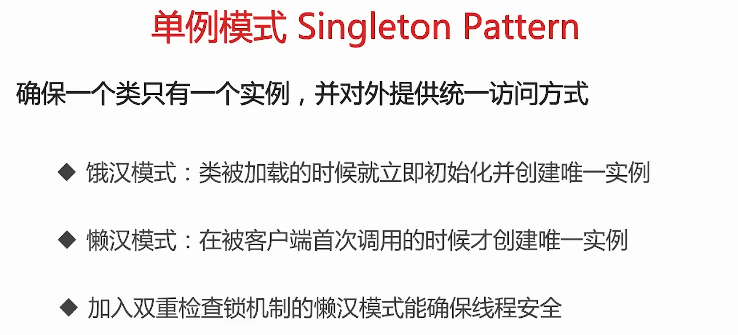 单例模式 Singleton Pattern
确保一个类只有一个实例，并对外提供统一访问方式
◆ 饿汉模式：类被加载的时候就立即初始化并创建唯一实例
◆ 懒汉模式：在被客户端首次调用的时候才创建唯一实例
◆ 加入双重检查锁机制的懒汉模式能确保线程安全